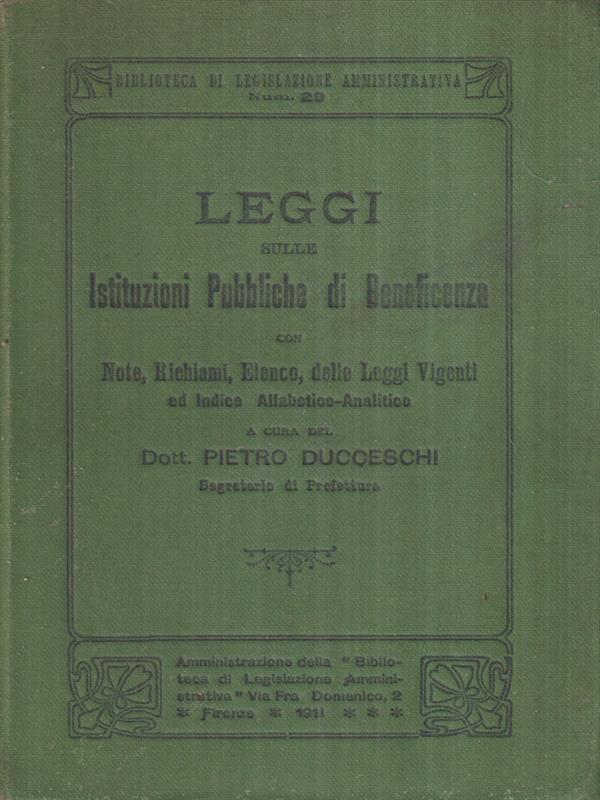 BIBLIOTECA DI LEGISLAZIONE AMMINISTRATIVA
Num. 29
LEGGI
SULLE
Istituzioni Pubbliche di Beneficenza
CON
Note, Richiami, Elenco, delle Leggi Vigenti
ed Indice Alfabetico-Analitico
A CURA DEL
Dott. PIETRO DUCCESCHI
Segretario di Prefettura
Amministrazione della " Biblio-
teca di Legislazione Ammini-
strativa " Via Fra Domenico, 2
* Firenze * 1911 * * *